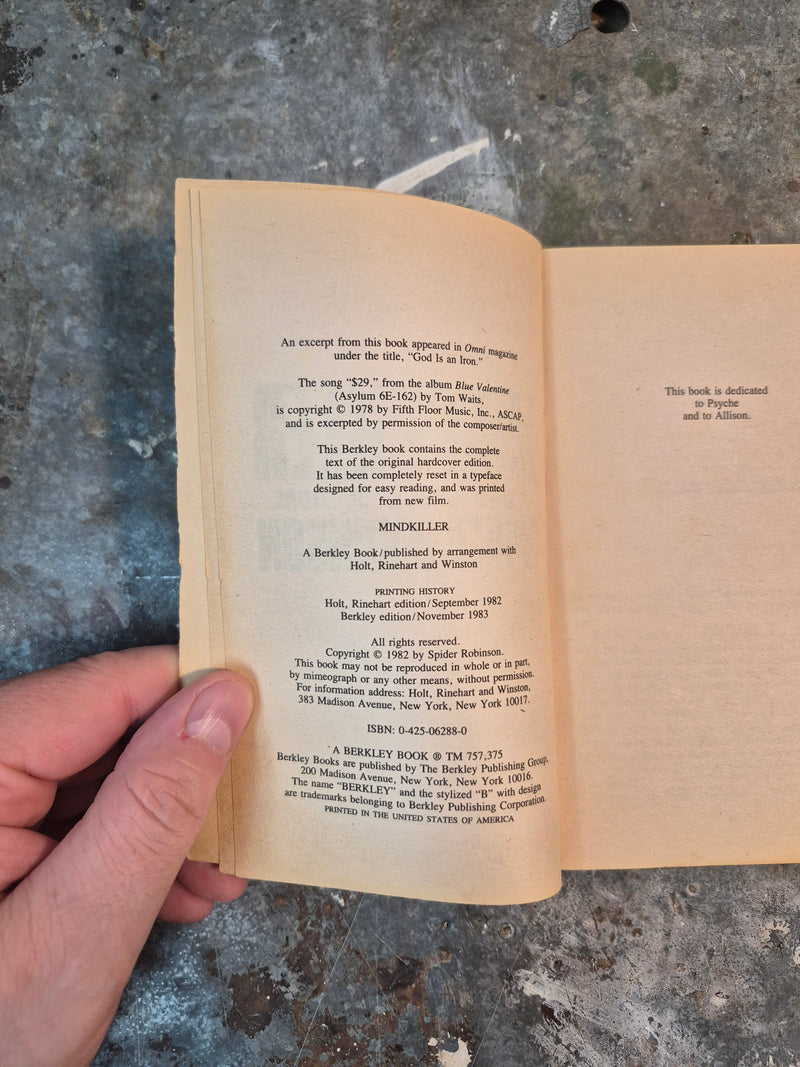 An excerpt from this book appeared in Omni magazine
under the title, “God Is an Iron.”
The song “$29,” from the album Blue Valentine
(Asylum 6E-162) by Tom Waits,
is copyright © 1978 by Fifth Floor Music, Inc., ASCAP,
and is excerpted by permission of the composer/artist.
This Berkley book contains the complete
text of the original hardcover edition.
It has been completely reset in a typeface
designed for easy reading, and was printed
from new film.
MINDKILLER
A Berkley Book/published by arrangement with
Holt, Rinehart and Winston
PRINTING HISTORY
Holt, Rinehart edition/September 1982
Berkley edition/November 1983
All rights reserved.
Copyright © 1982 by Spider Robinson.
This book may not be reproduced in whole or in part,
by mimeograph or any other means, without permission.
For information address: Holt, Rinehart and Winston,
383 Madison Avenue, New York, New York 10017.
ISBN: 0-425-06288-0
A BERKLEY BOOK ® TM 757,375
Berkley Books are published by The Berkley Publishing Group,
200 Madison Avenue, New York, New York 10016.
The name “BERKLEY” and the stylized “B” with design
are trademarks belonging to Berkley Publishing Corporation.
PRINTED IN THE UNITED STATES OF AMERICA
This book is dedicated
to Psyche
and to Allison.